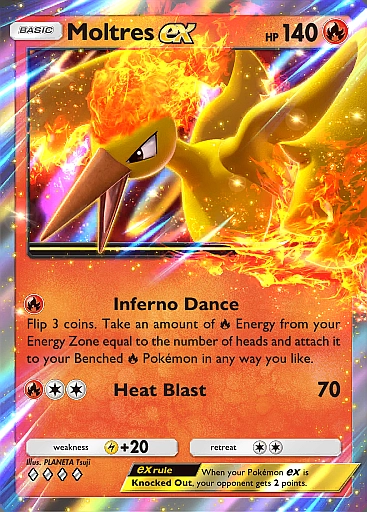 BASIC Moltres ex HP 140
Inferno Dance
Flip 3 coins. Take an amount of Energy from your
Energy Zone equal to the number of heads and attach it
to your Benched Pokémon in any way you like.
Heat Blast 70
weakness +20 retreat
Illus. PLANETA Tsuji
ex rule When your Pokémon ex is
Knocked Out, your opponent gets 2 points.